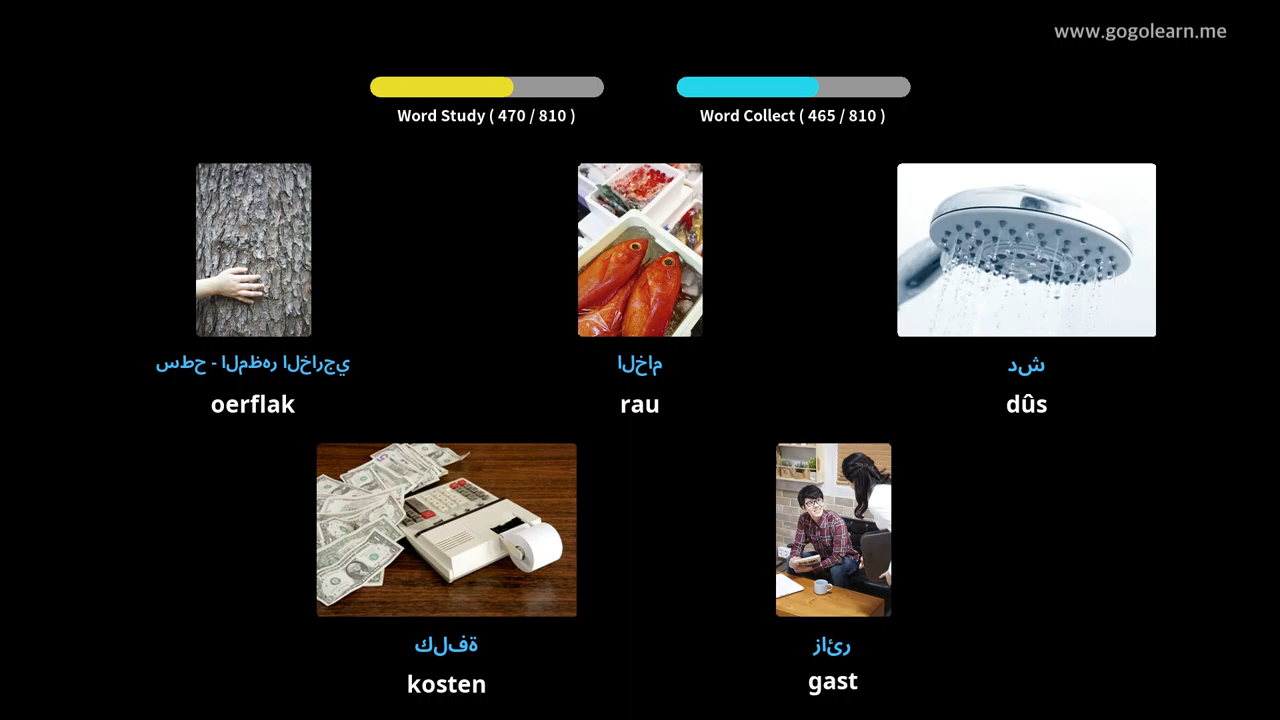 www.gogolearn.me
Word Study ( 470 / 810 )
Word Collect ( 465 / 810 )
سطح - المظهر الخارجي
الخام
دش
oerflak
rau
dûs
كلفة
زائر
kosten
gast